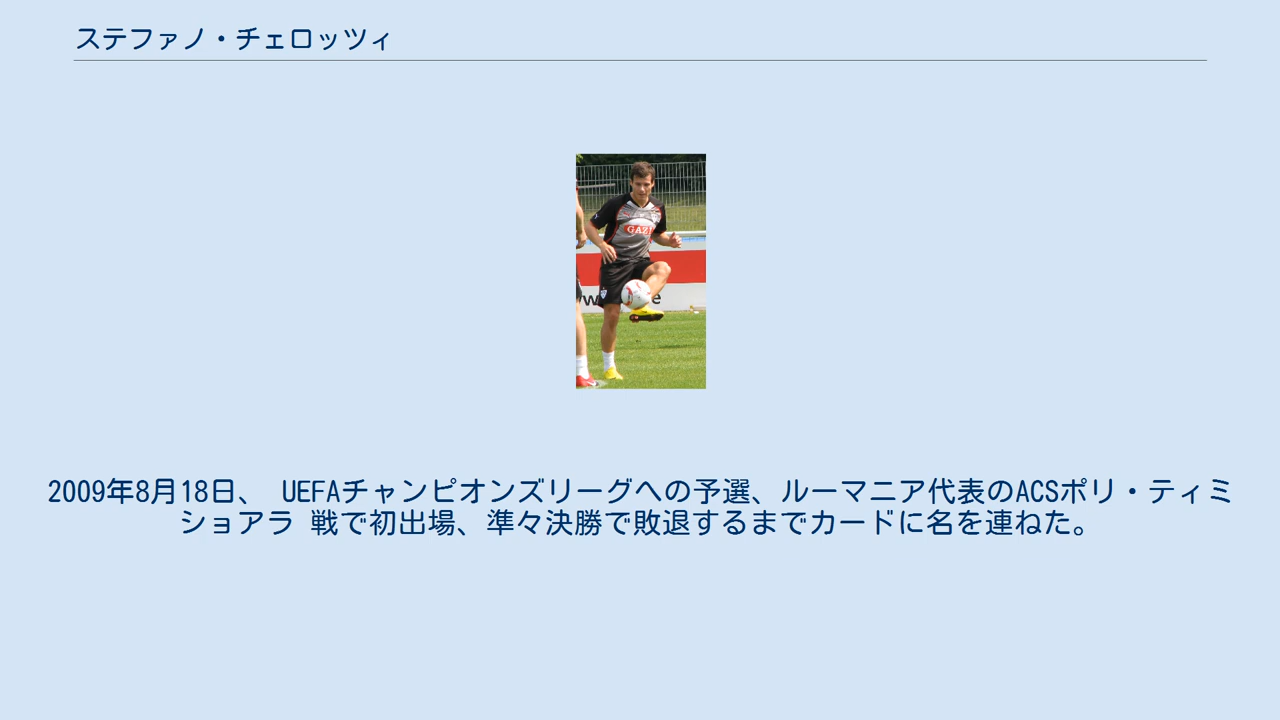 ステファノ・チェロッツィ
GAZİ
2009年8月18日、 UEFAチャンピオンズリーグへの予選、ルーマニア代表のACSポリ・ティミ
ショアラ 戦で初出場、準々決勝で敗退するまでカードに名を連ねた。